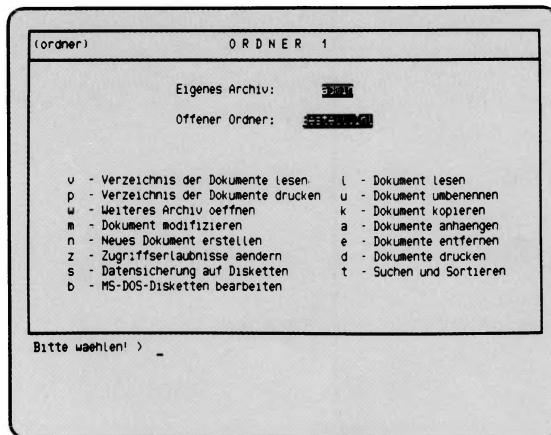 (ordner) ORDNER 1
Eigenes Archiv: admin
Offener Ordner:
v - Verzeichnis der Dokumente lesen l - Dokument lesen
p - Verzeichnis der Dokumente drucken u - Dokument umbenennen
w - Weiteres Archiv oeffnen k - Dokument kopieren
m - Dokument modifizieren a - Dokumente anhaengen
n - Neues Dokument erstellen e - Dokumente entfernen
z - Zugriffserlaubnisse aendern d - Dokumente drucken
s - Datensicherung auf Disketten t - Suchen und Sortieren
b - MS-DOS-Disketten bearbeiten
Bitte waehlen! > _